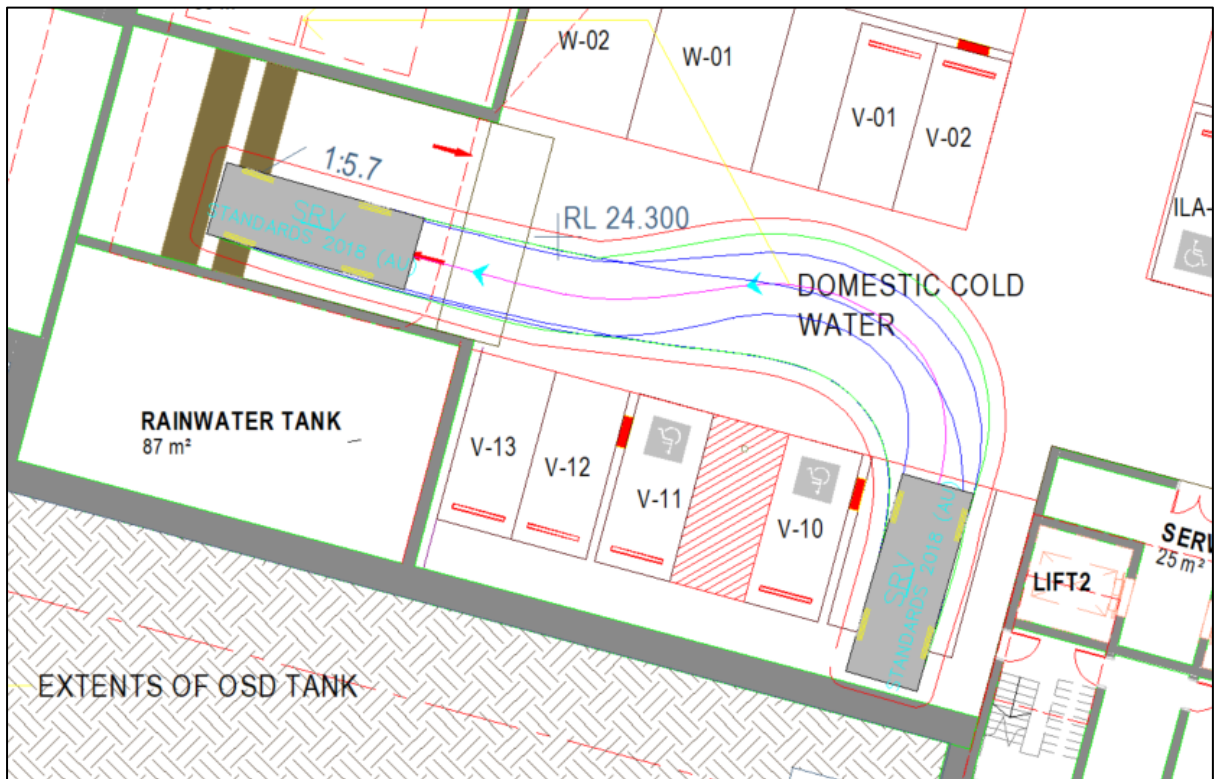 W-02
W-01
V-01
V-02
1:5.7
ILA-
SRV
STANDARDS 2018 (AU)
RL 24.300
DOMESTIC COLD
WATER
RAINWATER TANK
87 m²
V-13
V-12
V-11
V-10
SRV
STANDARDS 2018 (AU)
SERV
25 m²
LIFT2
EXTENTS OF OSD TANK